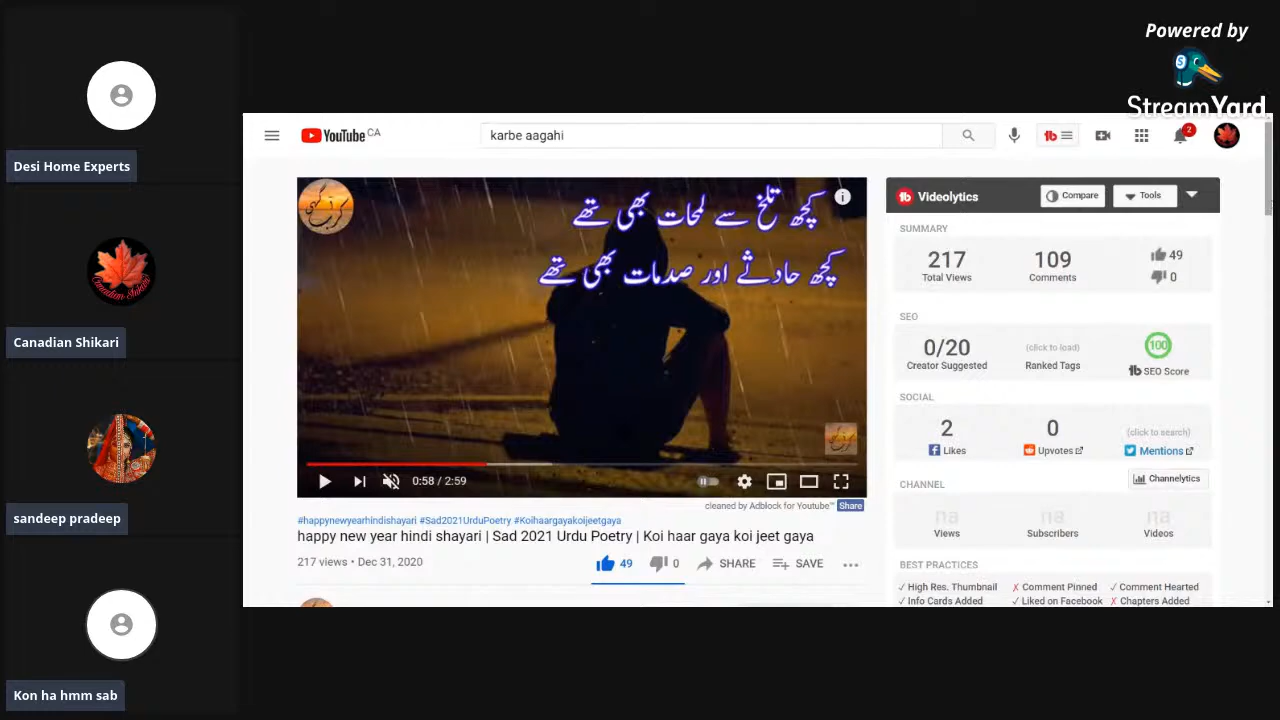 Powered by
StreamYard
Desi Home Experts
Canadian Shikari
sandeep pradeep
Kon ha hmm sab
YouTube CA
karbe aagahi
2
کچھ تلخ سے لمحات بھی تھے
کچھ حادثے اور صدمات بھی تھے
0:58 / 2:59
cleaned by Adblock for Youtube™ Share
#happynewyearhindishayari #Sad2021UrduPoetry #Koihaargayakoijeetgaya
happy new year hindi shayari | Sad 2021 Urdu Poetry | Koi haar gaya koi jeet gaya
217 views • Dec 31, 2020
49 0 SHARE SAVE
tb Videolytics Compare Tools
SUMMARY
217 109 49
Total Views Comments 0
SEO
0/20 (click to load) 100
Creator Suggested Ranked Tags tb SEO Score
SOCIAL
2 0 (click to search)
Likes Upvotes Mentions
Channelytics
CHANNEL
na na na
Views Subscribers Videos
BEST PRACTICES
✓ High Res. Thumbnail ✗ Comment Pinned ✓ Comment Hearted
✓ Info Cards Added ✓ Liked on Facebook ✗ Chapters Added